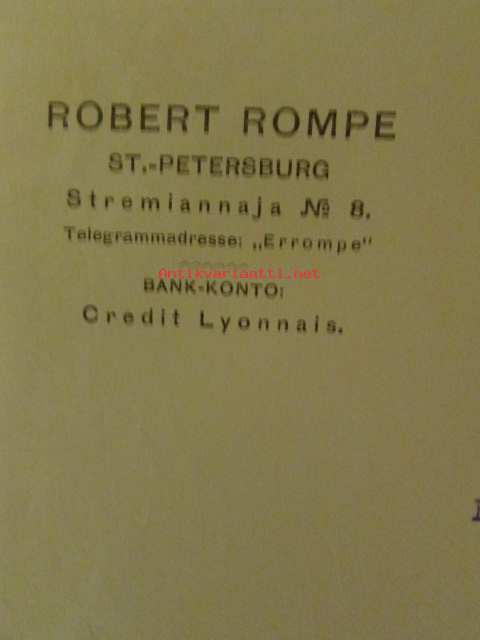 ROBERT ROMPE
ST.-PETERSBURG
Stremiannaja № 8.
Telegrammadresse: „Errompe"
Antikvariaatti.net
BANK-KONTO:
Credit Lyonnais.